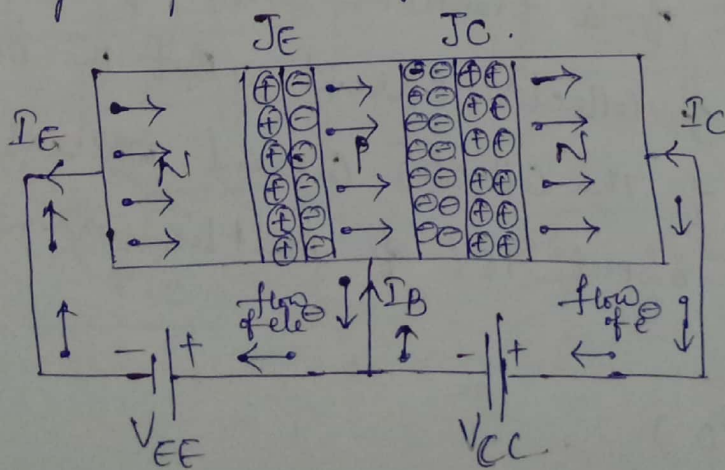 JE JC.
IE N P N IC
flow of ele⊖ IB flow of e⊖
- + - +
VEE VCC